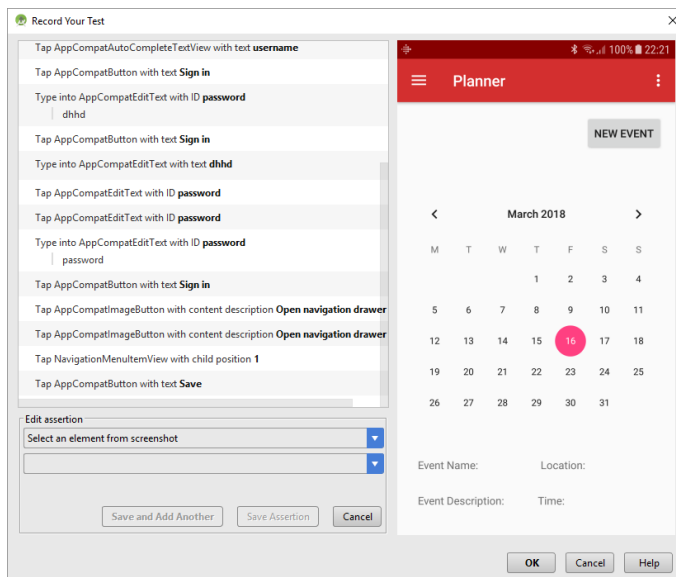 Record Your Test
Tap AppCompatAutoCompleteTextView with text username
Tap AppCompatButton with text Sign in
Type into AppCompatEditText with ID password
dhhd
Tap AppCompatButton with text Sign in
Type into AppCompatEditText with text dhhd
Tap AppCompatEditText with ID password
Tap AppCompatEditText with ID password
Type into AppCompatEditText with ID password
password
Tap AppCompatButton with text Sign in
Tap AppCompatImageButton with content description Open navigation drawer
Tap AppCompatImageButton with content description Open navigation drawer
Tap NavigationMenuItemView with child position 1
Tap AppCompatButton with text Save
Edit assertion
Select an element from screenshot
Save and Add Another Save Assertion Cancel
100% 22:21
Planner
NEW EVENT
March 2018
M T W T F S S
1 2 3 4
5 6 7 8 9 10 11
12 13 14 15 16 17 18
19 20 21 22 23 24 25
26 27 28 29 30 31
Event Name: Location:
Event Description: Time:
OK Cancel Help